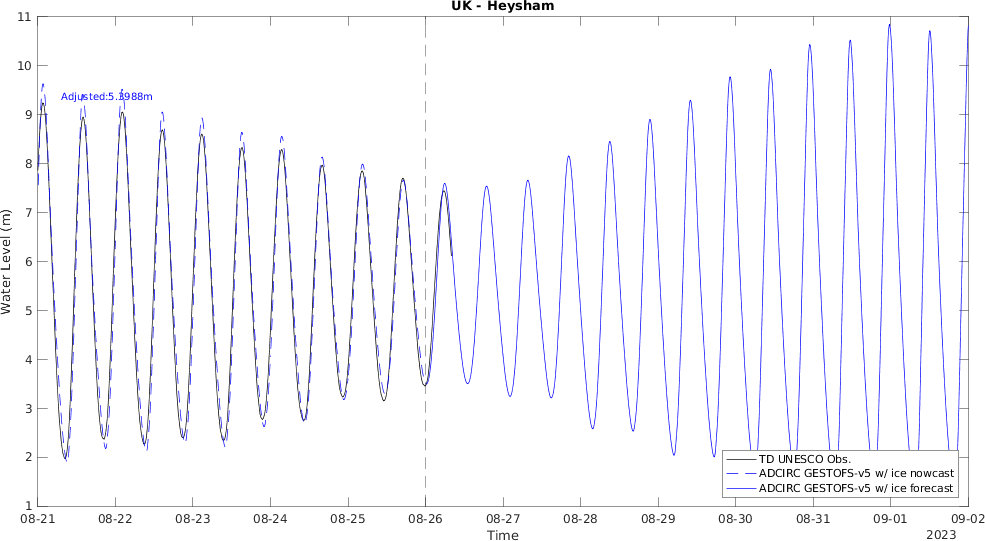 UK - Heysham
11
10
9
8
7
6
5
4
3
2
1
Water Level (m)
Adjusted:5.3988m
TD UNESCO Obs.
ADCIRC GESTOFS-v5 w/ ice nowcast
ADCIRC GESTOFS-v5 w/ ice forecast
08-21 08-22 08-23 08-24 08-25 08-26 08-27 08-28 08-29 08-30 08-31 09-01 09-02
Time 2023